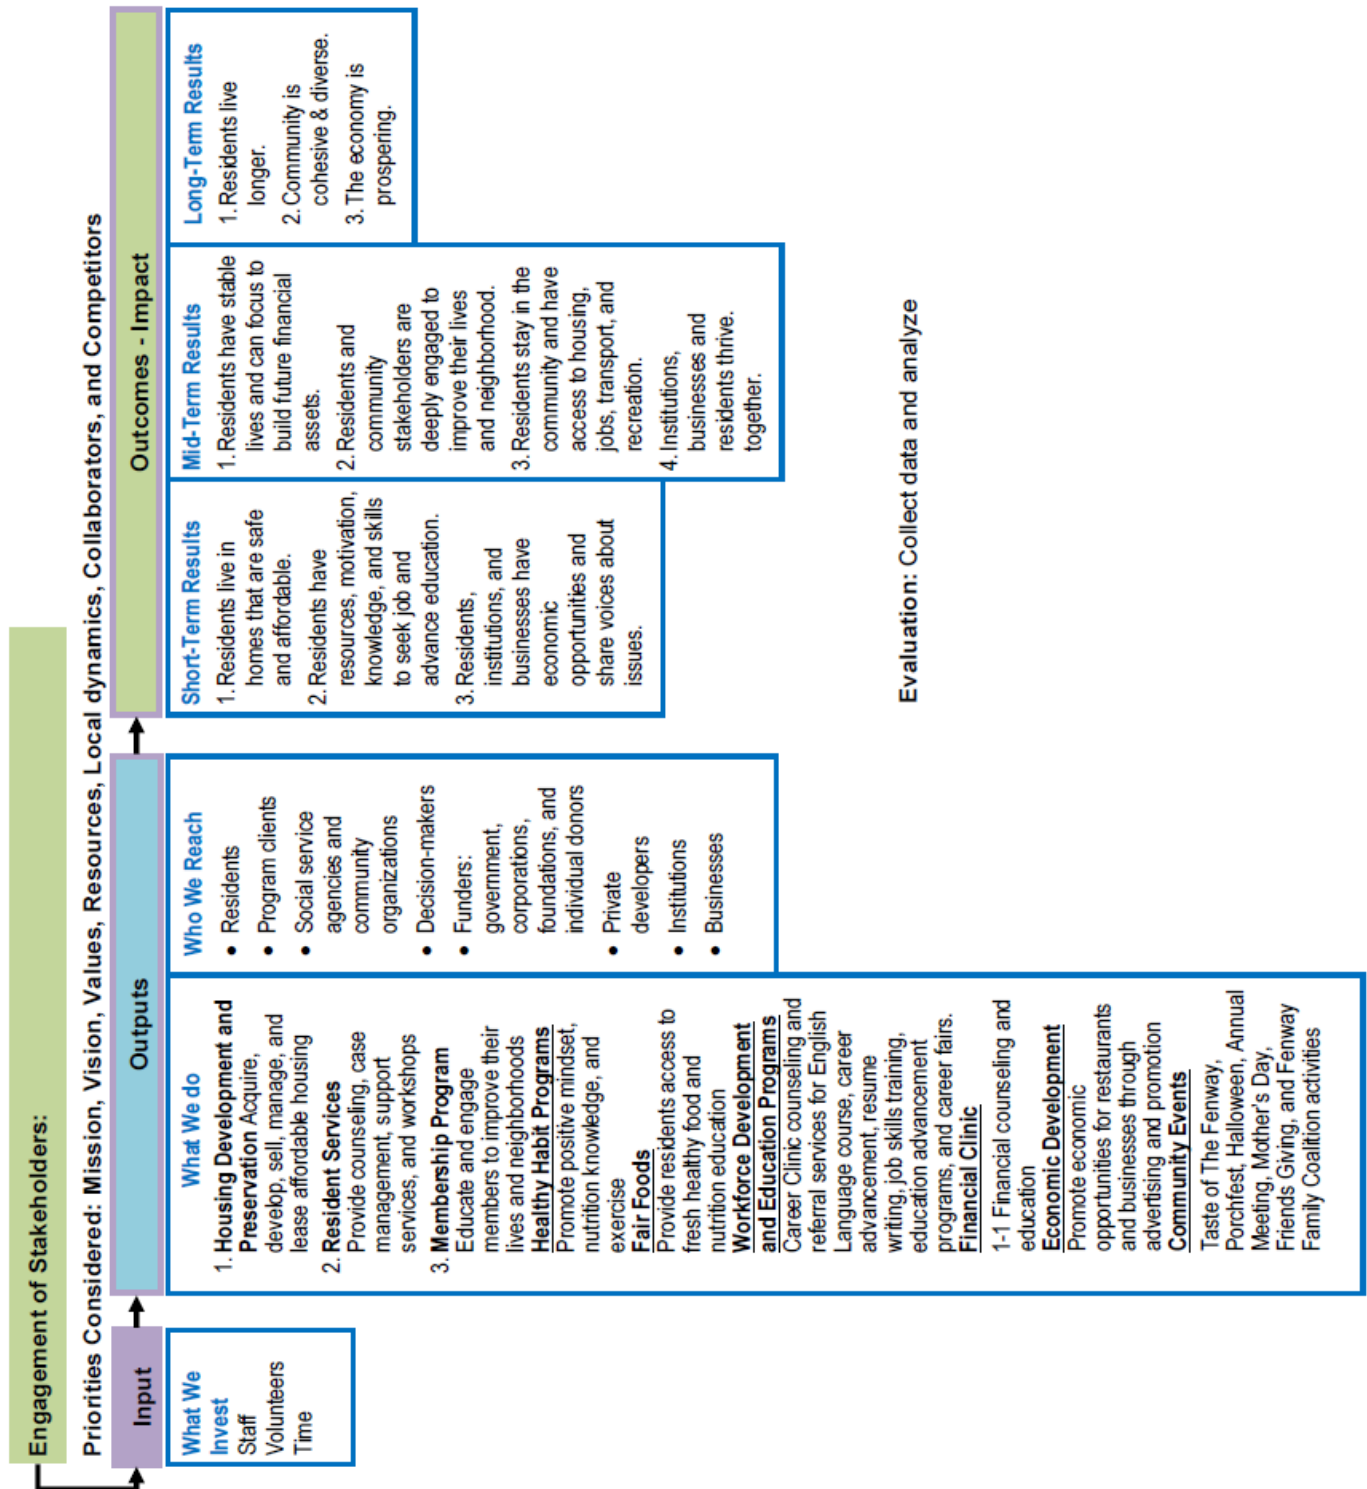 Engagement of Stakeholders:
Priorities Considered: Mission, Vision, Values, Resources, Local dynamics, Collaborators, and Competitors
Input
What We
Invest
Staff
Volunteers
Time
Outputs
What We do
1. Housing Development and
Preservation Acquire,
develop, sell, manage, and
lease affordable housing
2. Resident Services
Provide counseling, case
management, support
services, and workshops
3. Membership Program
Educate and engage
members to improve their
lives and neighborhoods
Healthy Habit Programs
Promote positive mindset,
nutrition knowledge, and
exercise
Fair Foods
Provide residents access to
fresh healthy food and
nutrition education
Workforce Development
and Education Programs
Career Clinic counseling and
referral services for English
Language course, career
advancement, resume
writing, job skills training,
education advancement
programs, and career fairs.
Financial Clinic
1-1 Financial counseling and
education
Economic Development
Promote economic
opportunities for restaurants
and businesses through
advertising and promotion
Community Events
Taste of The Fenway,
Porchfest, Halloween, Annual
Meeting, Mother's Day,
Friends Giving, and Fenway
Family Coalition activities
Who We Reach
• Residents
• Program clients
• Social service
agencies and
community
organizations
• Decision-makers
• Funders:
government,
corporations,
foundations, and
individual donors
• Private
developers
• Institutions
• Businesses
Outcomes - Impact
Short-Term Results
1. Residents live in
homes that are safe
and affordable.
2. Residents have
resources, motivation,
knowledge, and skills
to seek job and
advance education.
3. Residents,
institutions, and
businesses have
economic
opportunities and
share voices about
issues.
Mid-Term Results
1. Residents have stable
lives and can focus to
build future financial
assets.
2. Residents and
community
stakeholders are
deeply engaged to
improve their lives
and neighborhood.
3. Residents stay in the
community and have
access to housing,
jobs, transport, and
recreation.
4. Institutions,
businesses and
residents thrive
together.
Long-Term Results
1. Residents live
longer.
2. Community is
cohesive & diverse.
3. The economy is
prospering.
Evaluation: Collect data and analyze